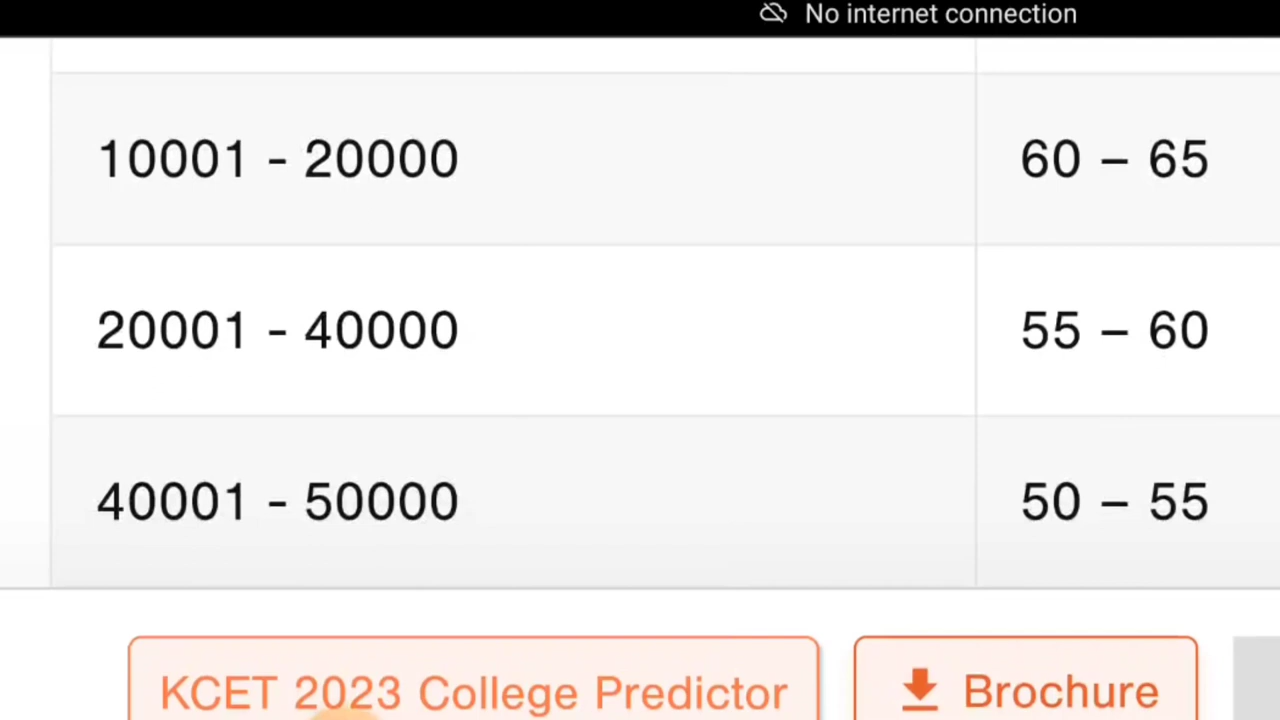 No internet connection
10001 - 20000 60 – 65
20001 - 40000 55 – 60
40001 - 50000 50 – 55
KCET 2023 College Predictor Brochure